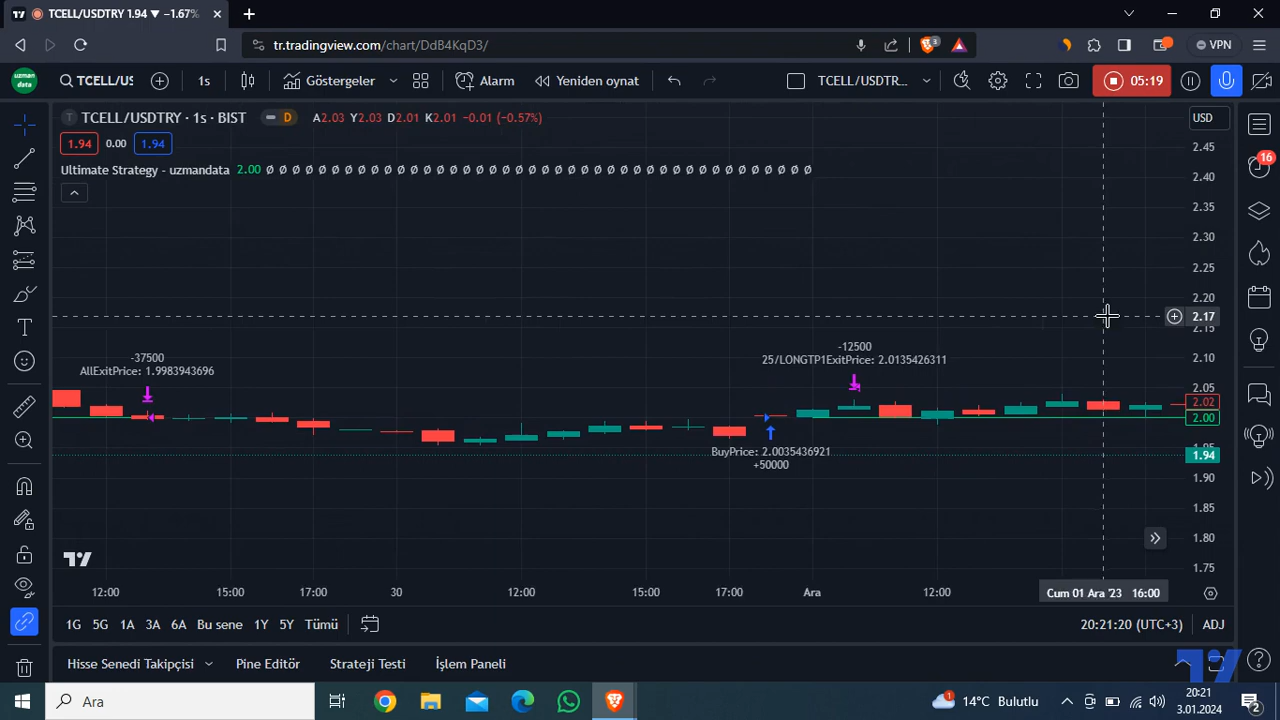 TCELL/USDTRY 1.94 ▼ −1.67%
tr.tradingview.com/chart/DdB4KqD3/
3
VPN
uzman data
TCELL/US
1s
Göstergeler
Alarm
Yeniden oynat
TCELL/USDTR...
05:19
TCELL/USDTRY · 1s · BIST
D
A2.03 Y2.03 D2.01 K2.01 −0.01 (−0.57%)
USD
1.94 0.00 1.94
Ultimate Strategy - uzmandata 2.00 Ø Ø Ø Ø Ø Ø Ø Ø Ø Ø Ø Ø Ø Ø Ø Ø Ø Ø Ø Ø Ø Ø Ø Ø Ø Ø Ø Ø Ø Ø Ø Ø Ø Ø Ø Ø Ø Ø Ø Ø Ø Ø
16
2.45
2.40
2.35
2.30
2.25
2.20
2.17
2.15
2.10
2.05
2.02
2.00
1.95
1.94
1.90
1.85
1.80
1.75
-37500
AllExitPrice: 1.9983943696
-12500
25/LONGTP1ExitPrice: 2.0135426311
BuyPrice: 2.0035436921
+50000
12:00 15:00 17:00 30 12:00 15:00 17:00 Ara 12:00 Cum 01 Ara '23 16:00
1G 5G 1A 3A 6A Bu sene 1Y 5Y Tümü
20:21:20 (UTC+3) ADJ
Hisse Senedi Takipçisi Pine Editör Strateji Testi İşlem Paneli
Ara
1
14°C Bulutlu
20:21
3.01.2024
2